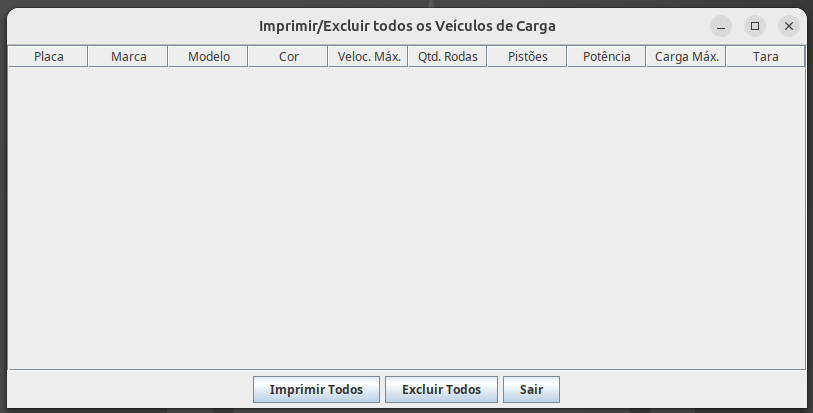 Imprimir/Excluir todos os Veículos de Carga
Placa Marca Modelo Cor Veloc. Máx. Qtd. Rodas Pistões Potência Carga Máx. Tara
Imprimir Todos Excluir Todos Sair